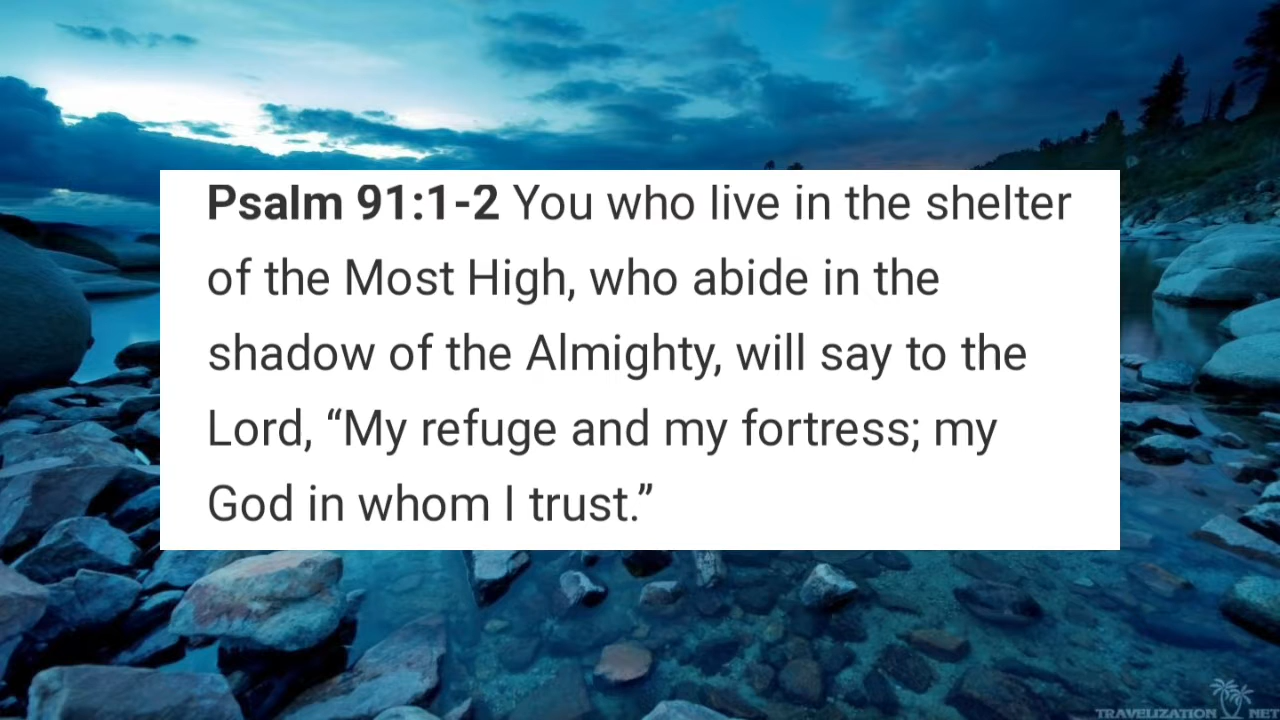 Psalm 91:1-2 You who live in the shelter
of the Most High, who abide in the
shadow of the Almighty, will say to the
Lord, “My refuge and my fortress; my
God in whom I trust.”
TRAVELIZATION NET